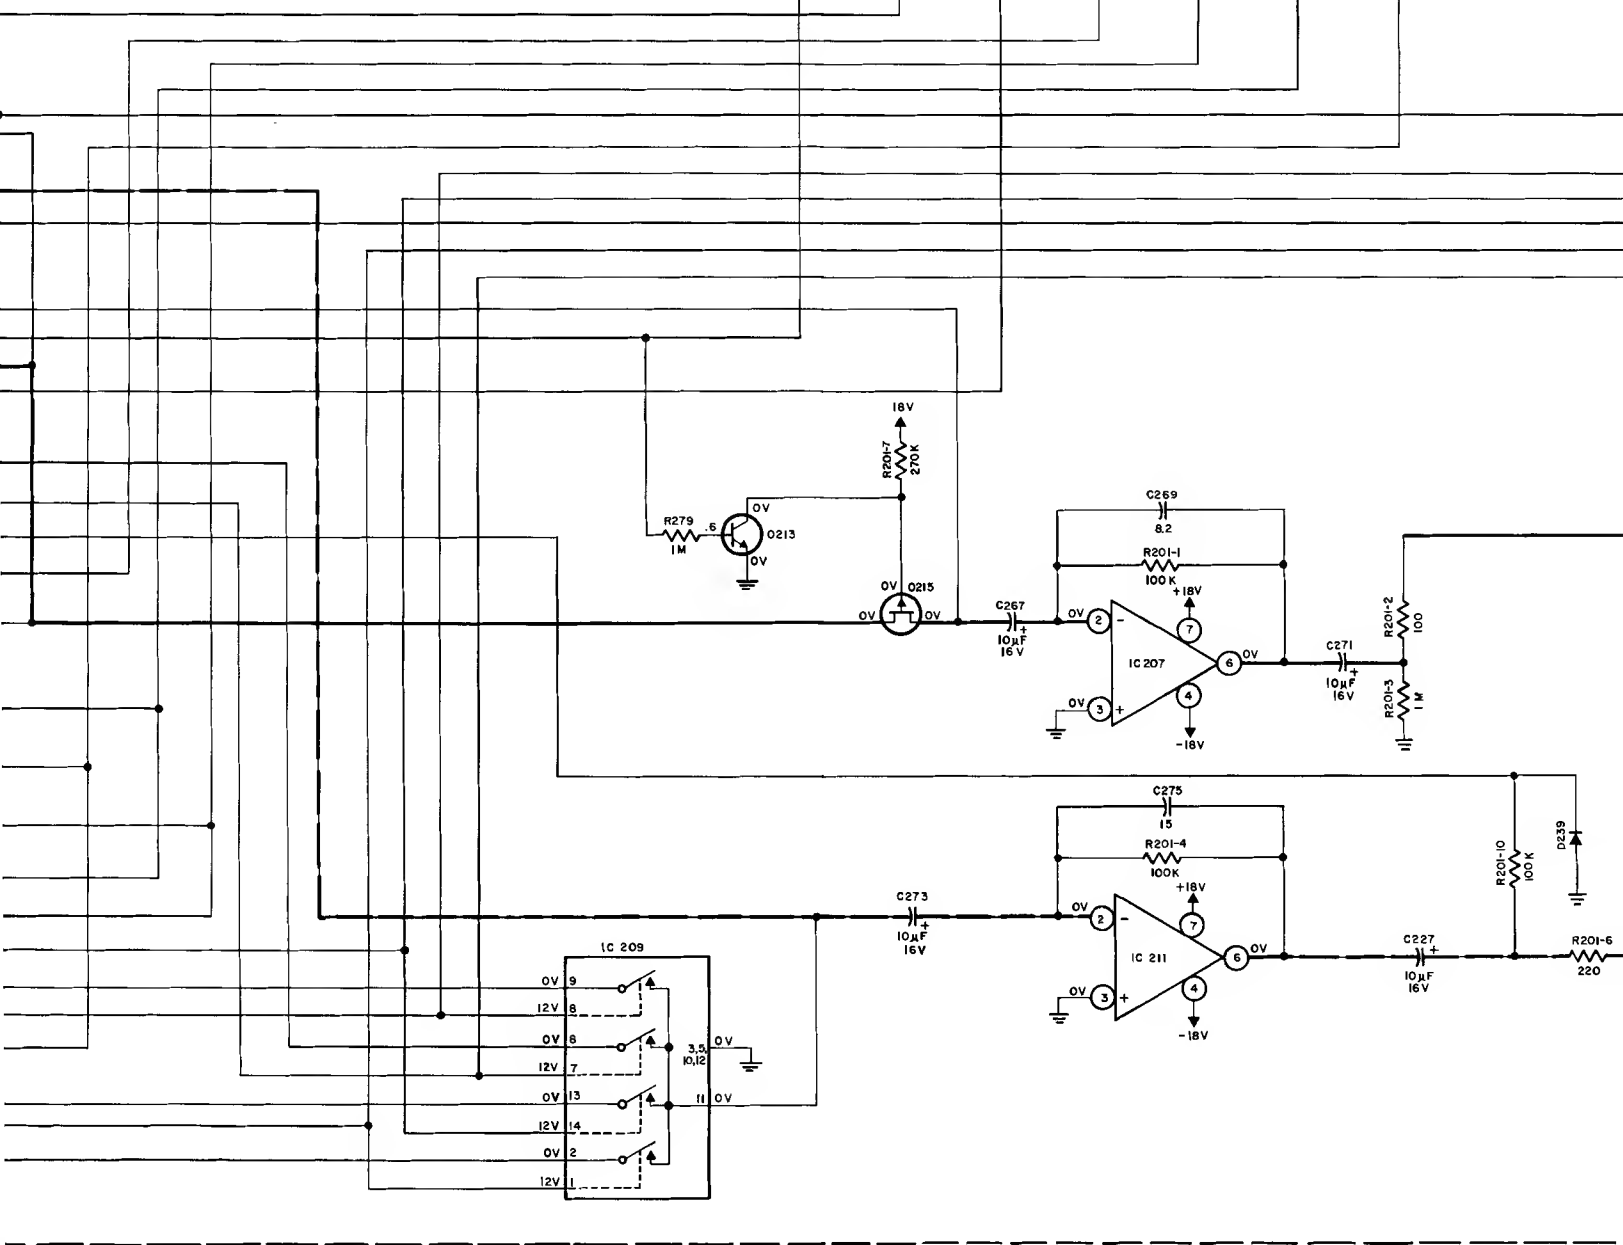 18V
R201-7
270K
R279
1M
.6
0V
0213
0V
C269
8.2
R201-1
100K
+18V
0V
0215
0V
0V
C267
+
10µF
16V
0V
2
-
7
IC207
6
0V
4
0V
3
+
-18V
C271
+
10µF
16V
R201-2
100
R201-3
1M
C275
15
R201-4
100K
+18V
R201-10
100K
D239
C273
+
10µF
16V
0V
2
-
7
IC 211
6
0V
4
0V
3
+
-18V
C227
+
10µF
16V
R201-6
220
IC 209
0V 9
12V 8
0V 6
12V 7
0V 13
12V 14
0V 2
12V 1
3,5,
10,12
0V
11 0V